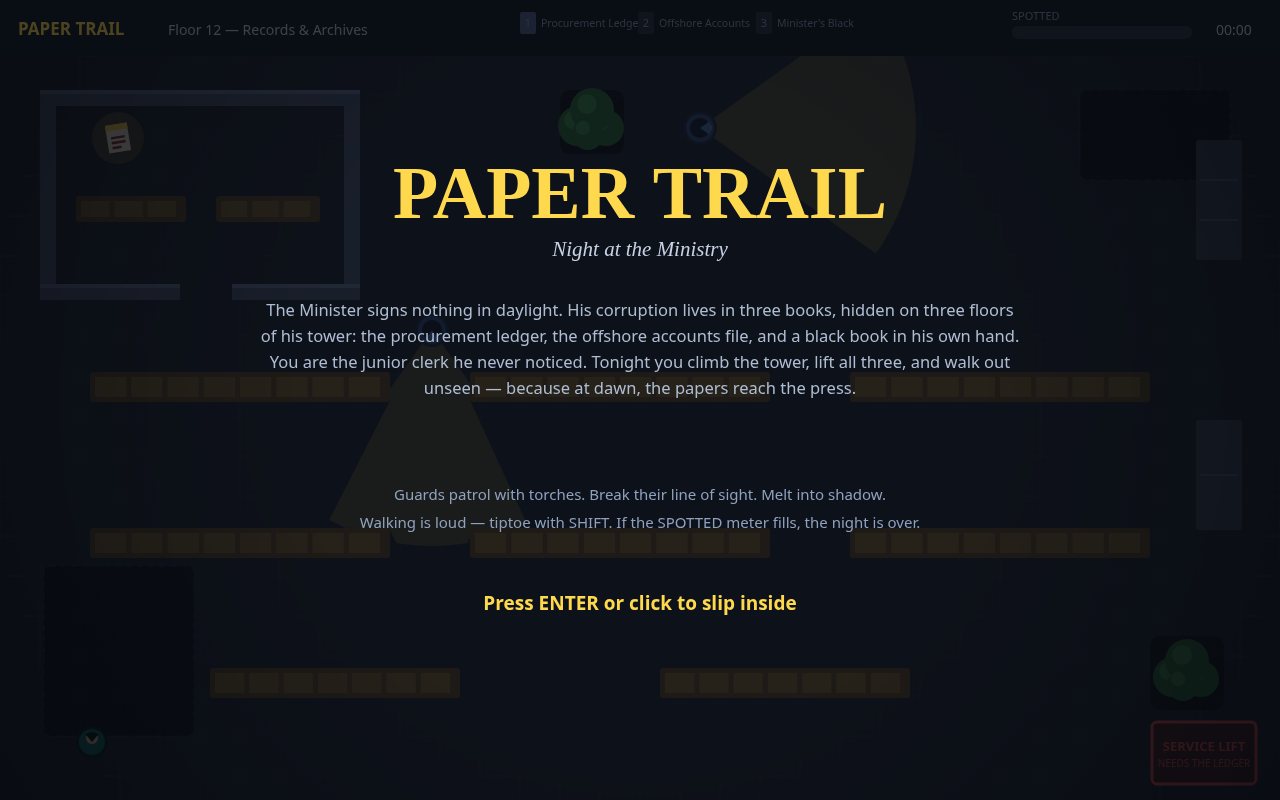 PAPER TRAIL
Floor 12 — Records & Archives
1 Procurement Ledge
2 Offshore Accounts
3 Minister's Black
SPOTTED
00:00
PAPER TRAIL
Night at the Ministry
The Minister signs nothing in daylight. His corruption lives in three books, hidden on three floors
of his tower: the procurement ledger, the offshore accounts file, and a black book in his own hand.
You are the junior clerk he never noticed. Tonight you climb the tower, lift all three, and walk out
unseen — because at dawn, the papers reach the press.
Guards patrol with torches. Break their line of sight. Melt into shadow.
Walking is loud — tiptoe with SHIFT. If the SPOTTED meter fills, the night is over.
Press ENTER or click to slip inside
SERVICE LIFT
NEEDS THE LEDGER